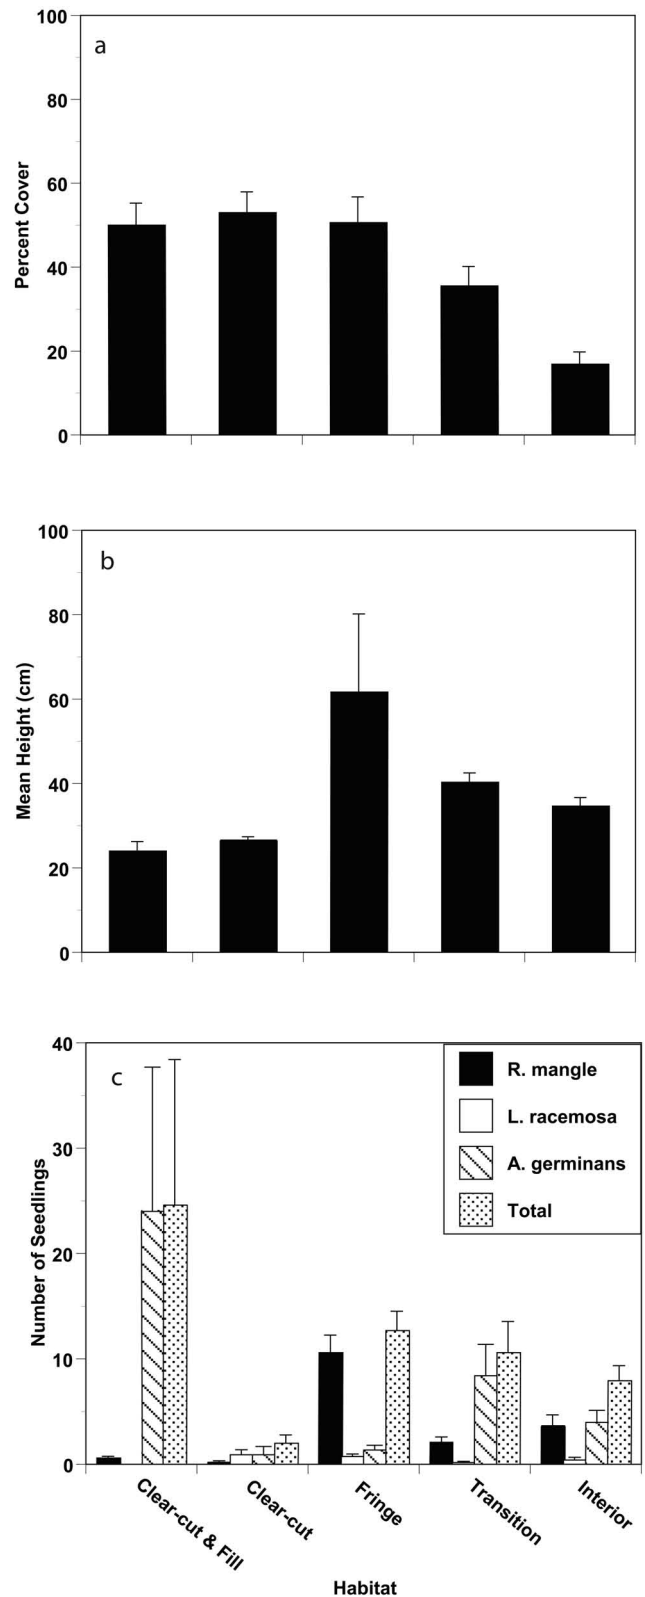 a
100
80
60
40
20
0
Percent Cover
b
100
80
60
40
20
0
Mean Height (cm)
c
40
30
20
10
0
Number of Seedlings
R. mangle
L. racemosa
A. germinans
Total
Clear-cut & Fill
Clear-cut
Fringe
Transition
Interior
Habitat